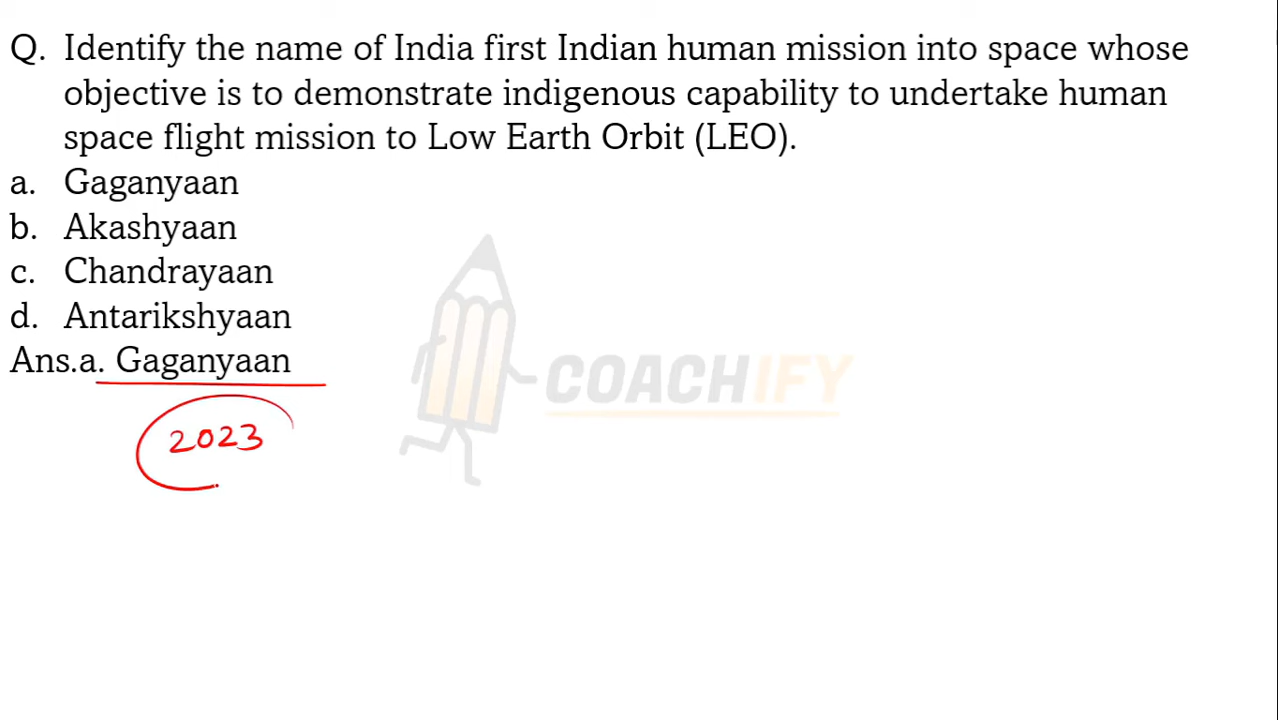 Q. Identify the name of India first Indian human mission into space whose
objective is to demonstrate indigenous capability to undertake human
space flight mission to Low Earth Orbit (LEO).
a. Gaganyaan
b. Akashyaan
c. Chandrayaan
d. Antarikshyaan
Ans.a. Gaganyaan
2023
COACHIFY